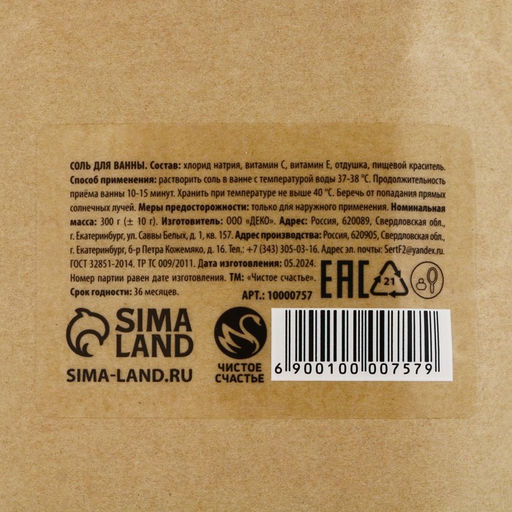 СОЛЬ ДЛЯ ВАННЫ. Состав: хлорид натрия, витамин С, витамин Е, отдушка, пищевой краситель.
Способ применения: растворить соль в ванне с температурой воды 37-38 °С. Продолжительность
приёма ванны 10-15 минут. Хранить при температуре не выше 40 °С. Беречь от попадания прямых
солнечных лучей. Меры предосторожности: только для наружного применения. Номинальная
масса: 300 г (± 10 г). Изготовитель: ООО «ДЕКО». Адрес: Россия, 620089, Свердловская обл.,
г. Екатеринбург, ул. Саввы Белых, д. 1, кв. 157. Адрес производства: Россия, 620905, Свердловская обл.,
г. Екатеринбург, б-р Петра Кожемяко, д. 16. Тел.: +7 (343) 305-03-16. Адрес эл. почты: SertF2@yandex.ru.
ГОСТ 32851-2014. ТР ТС 009/2011. Дата изготовления: 05.2024.
Номер партии равен дате изготовления. ТМ: «Чистое счастье».
Срок годности: 36 месяцев. АРТ.: 10000757
EAC
21
SIMA
LAND
SIMA-LAND.RU
ЧИСТОЕ
СЧАСТЬЕ
6900100007579